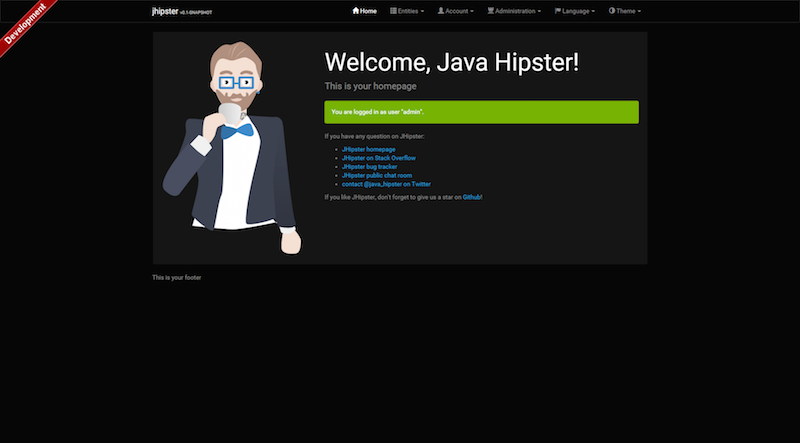 Development
jhipster v0.1-SNAPSHOT
Home
Entities
Account
Administration
Language
Theme
Welcome, Java Hipster!
This is your homepage
You are logged in as user "admin".
If you have any question on JHipster:
JHipster homepage
JHipster on Stack Overflow
JHipster bug tracker
JHipster public chat room
contact @java_hipster on Twitter
If you like JHipster, don't forget to give us a star on Github!
This is your footer